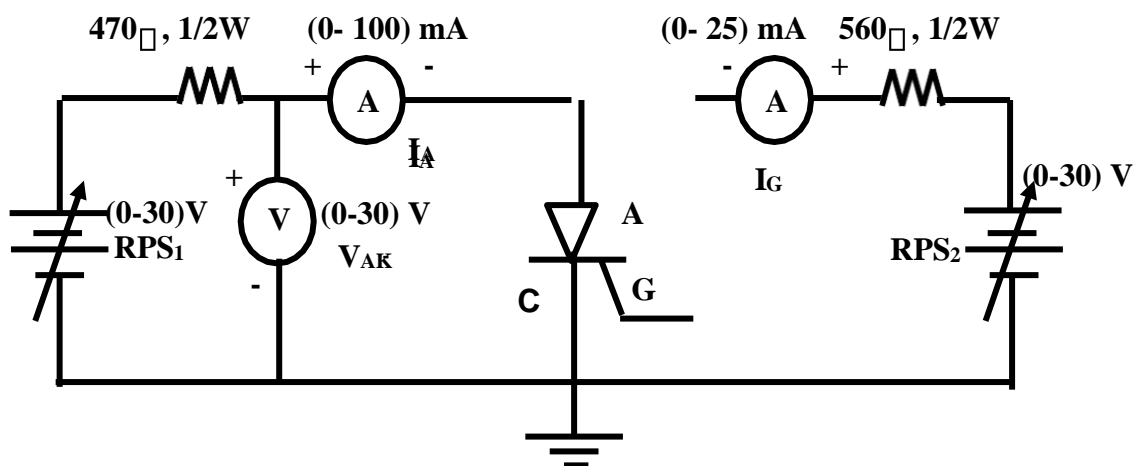 470□, 1/2W
(0- 100) mA
(0- 25) mA
560□, 1/2W
+
-
-
+
A
A
IA
IG
+
V
(0-30)V
(0-30) V
(0-30) V
RPS1
VAK
RPS2
A
-
C
G